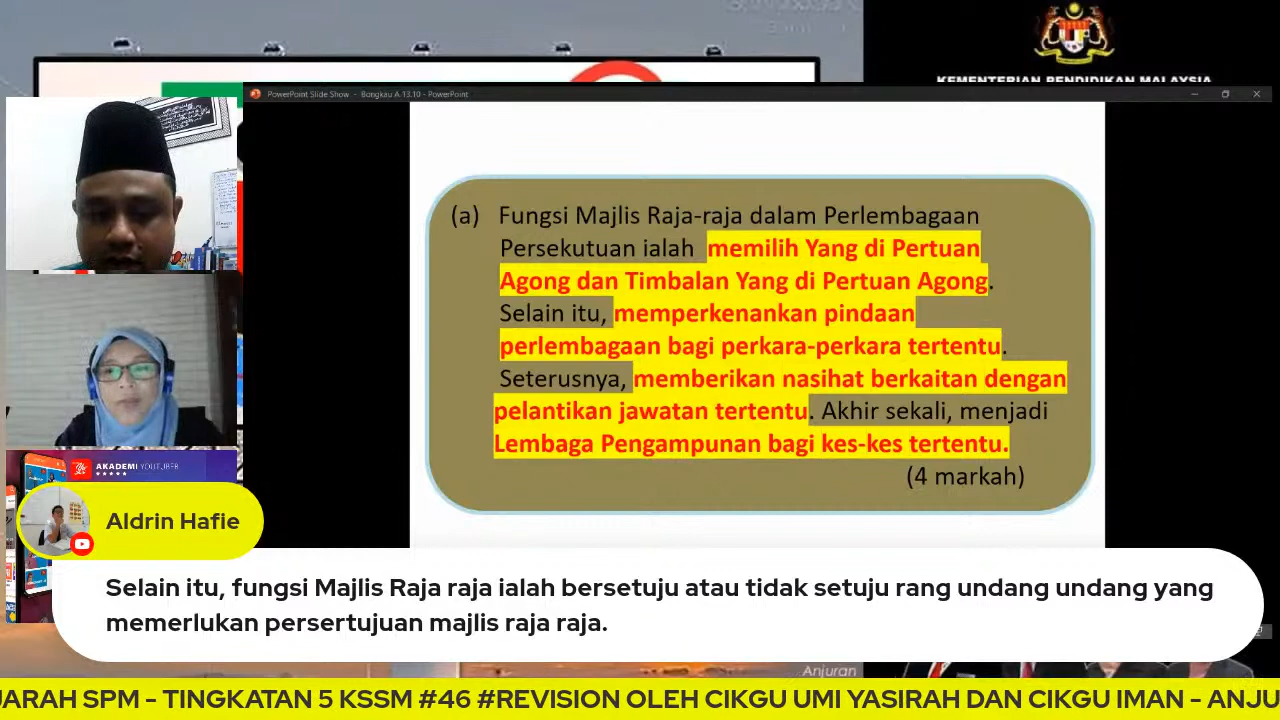 KEMENTERIAN PENDIDIKAN MALAYSIA
PowerPoint Slide Show - Bongkau A.13.10 - PowerPoint
(a) Fungsi Majlis Raja-raja dalam Perlembagaan
Persekutuan ialah memilih Yang di Pertuan
Agong dan Timbalan Yang di Pertuan Agong.
Selain itu, memperkenankan pindaan
perlembagaan bagi perkara-perkara tertentu.
Seterusnya, memberikan nasihat berkaitan dengan
pelantikan jawatan tertentu. Akhir sekali, menjadi
Lembaga Pengampunan bagi kes-kes tertentu.
(4 markah)
AKADEMI YOUTUBER
Aldrin Hafie
Selain itu, fungsi Majlis Raja raja ialah bersetuju atau tidak setuju rang undang undang yang
memerlukan persertujuan majlis raja raja.
Anjuran
JARAH SPM - TINGKATAN 5 KSSM #46 #REVISION OLEH CIKGU UMI YASIRAH DAN CIKGU IMAN - ANJU